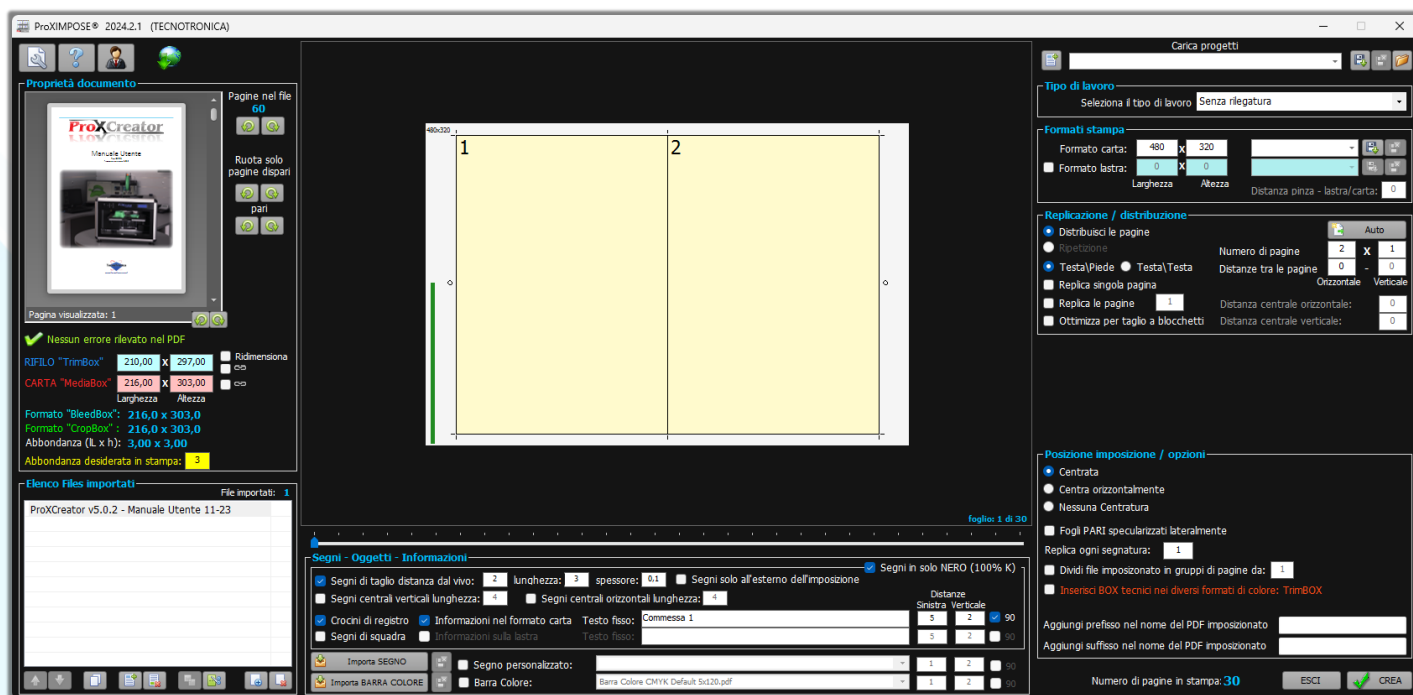 ProXIMPOSE® 2024.2.1 (TECNOTRONICA)
Proprietà documento
Pagine nel file
60
ProXCreator
Manuale Utente
Ruota solo
pagine dispari
pari
Pagina visualizzata: 1
Nessun errore rilevato nel PDF
RIFILO "TrimBox" 210,00 X 297,00 Ridimensiona
CARTA "MediaBox" 216,00 X 303,00
Larghezza Altezza
Formato "BleedBox": 216,0 x 303,0
Formato "CropBox" : 216,0 x 303,0
Abbondanza (lL x h): 3,00 x 3,00
Abbondanza desiderata in stampa: 3
Elenco Files importati
File importati: 1
ProXCreator v5.0.2 - Manuale Utente 11-23
480x320
1 2
foglio: 1 di 30
Segni - Oggetti - Informazioni
Segni in solo NERO (100% K)
Segni di taglio distanza dal vivo: 2 lunghezza: 3 spessore: 0,1 Segni solo all'esterno dell'imposizione
Segni centrali verticali lunghezza: 4 Segni centrali orizzontali lunghezza: 4
Distanze
Sinistra Verticale
Crocini di registro Informazioni nel formato carta Testo fisso: Commessa 1 5 2 90
Segni di squadra Informazioni sulla lastra Testo fisso: 5 2 90
Importa SEGNO Segno personalizzato: 1 2 90
Importa BARRA COLORE Barra Colore: Barra Colore CMYK Default 5x120.pdf 1 2 90
Carica progetti
Tipo di lavoro
Seleziona il tipo di lavoro Senza rilegatura
Formati stampa
Formato carta: 480 X 320
Formato lastra: 0 X 0
Larghezza Altezza
Distanza pinza - lastra/carta: 0
Replicazione / distribuzione
Distribuisci le pagine Auto
Ripetizione Numero di pagine 2 X 1
Testa\Piede Testa\Testa Distanze tra le pagine 0 - 0
Orizzontale Verticale
Replica singola pagina
Replica le pagine 1 Distanza centrale orizzontale: 0
Ottimizza per taglio a blocchetti Distanza centrale verticale: 0
Posizione imposizione / opzioni
Centrata
Centra orizzontalmente
Nessuna Centratura
Fogli PARI specularizzati lateralmente
Replica ogni segnatura: 1
Dividi file imposizonato in gruppi di pagine da: 1
Inserisci BOX tecnici nei diversi formati di colore: TrimBOX
Aggiungi prefisso nel nome del PDF imposizionato
Aggiungi suffisso nel nome del PDF imposizionato
Numero di pagine in stampa: 30 ESCI CREA